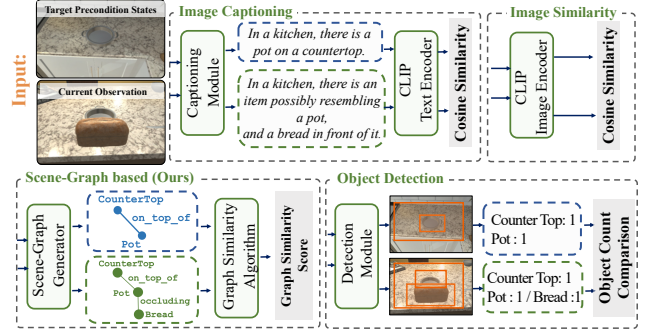 Input:
Target Precondition States
Current Observation
Image Captioning
Captioning
Module
In a kitchen, there is a
pot on a countertop.
In a kitchen, there is an
item possibly resembling
a pot,
and a bread in front of it.
CLIP
Text Encoder
Cosine Similarity
Image Similarity
CLIP
Image Encoder
Cosine Similarity
Scene-Graph based (Ours)
Scene-Graph
Generator
CounterTop
on_top_of
Pot
CounterTop
on_top_of
Pot
occluding
Bread
Graph Similarity
Algorithm
Graph Similarity
Score
Object Detection
Detection
Module
Counter Top: 1
Pot : 1
Counter Top: 1
Pot : 1 / Bread :1
Object Count
Comparison